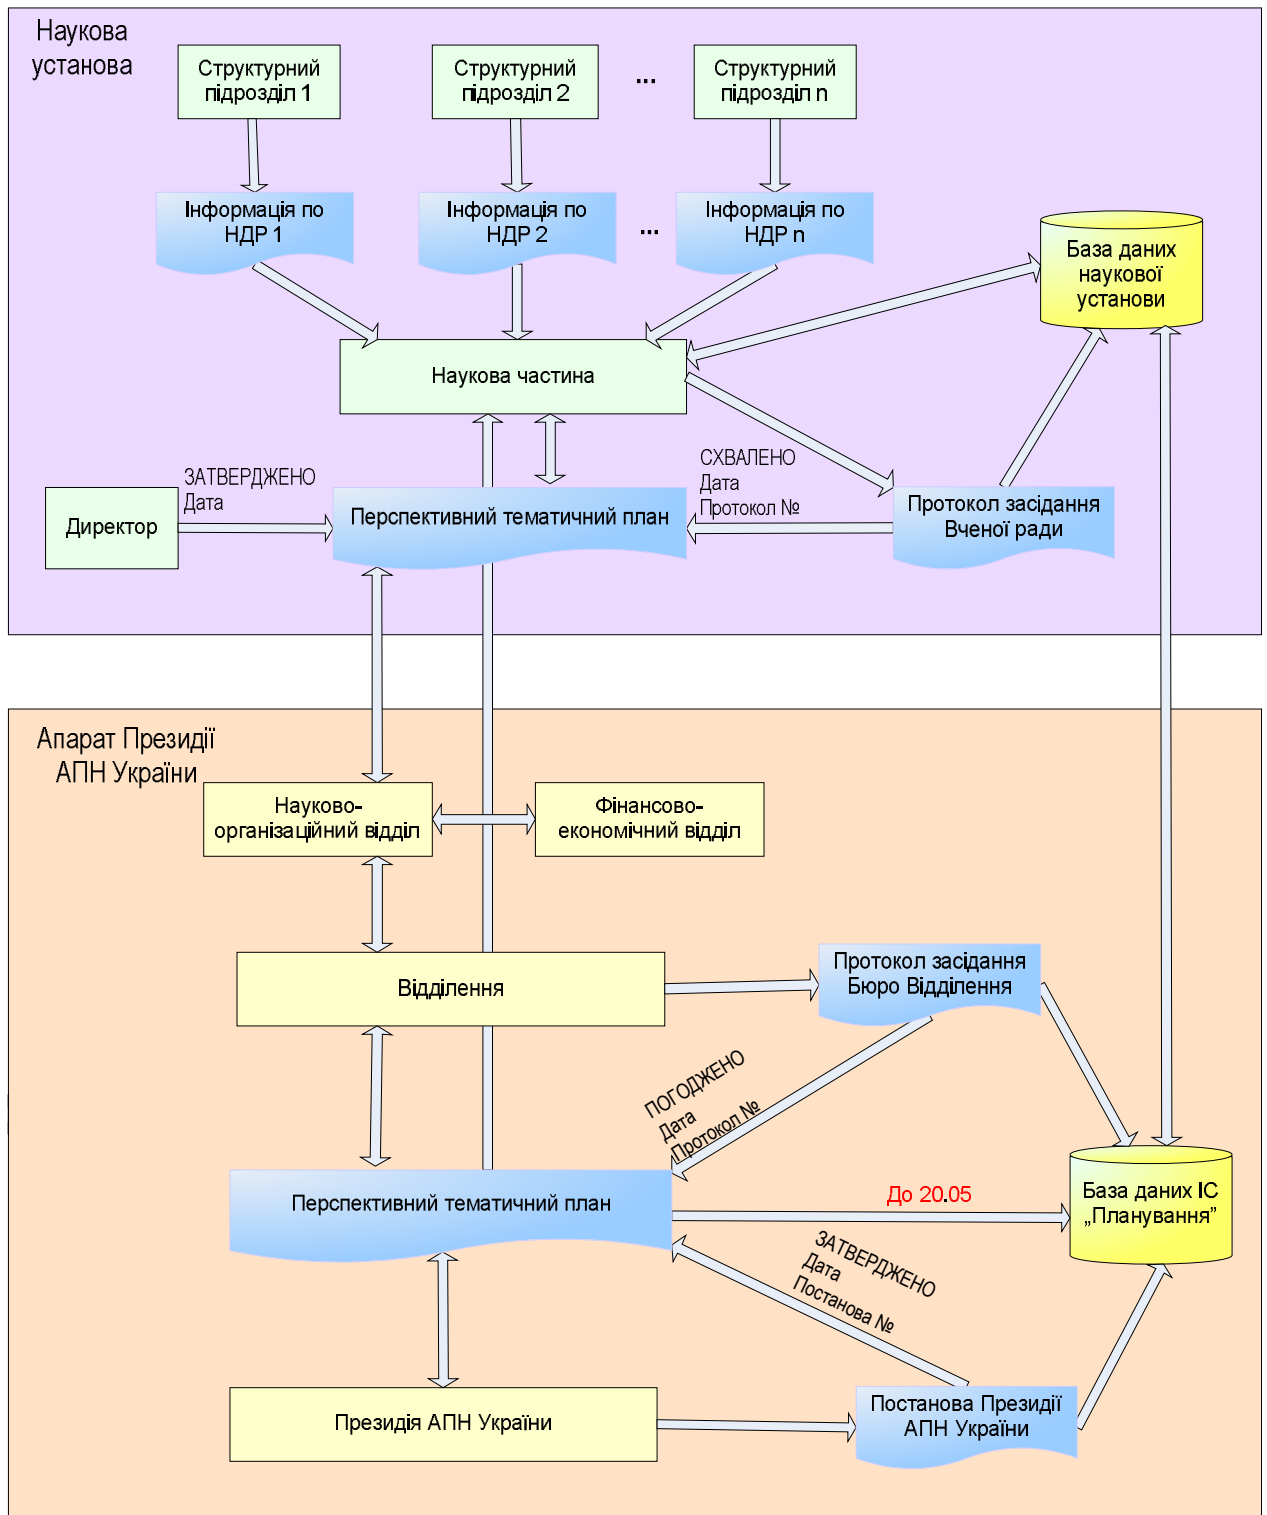 Наукова
установа
Структурний
підрозділ 1
Структурний
підрозділ 2
...
Структурний
підрозділ n
Інформація по
НДР 1
Інформація по
НДР 2
...
Інформація по
НДР n
База даних
наукової
установи
Наукова частина
ЗАТВЕРДЖЕНО
Дата
СХВАЛЕНО
Дата
Протокол №
Директор
Перспективний тематичний план
Протокол засідання
Вченої ради
Апарат Президії
АПН України
Науково-
організаційний відділ
Фінансово-
економічний відділ
Відділення
Протокол засідання
Бюро Відділення
ПОГОДЖЕНО
Дата
Протокол №
Перспективний тематичний план
До 20.05
База даних ІС
„Планування”
ЗАТВЕРДЖЕНО
Дата
Постанова №
Президія АПН України
Постанова Президії
АПН України